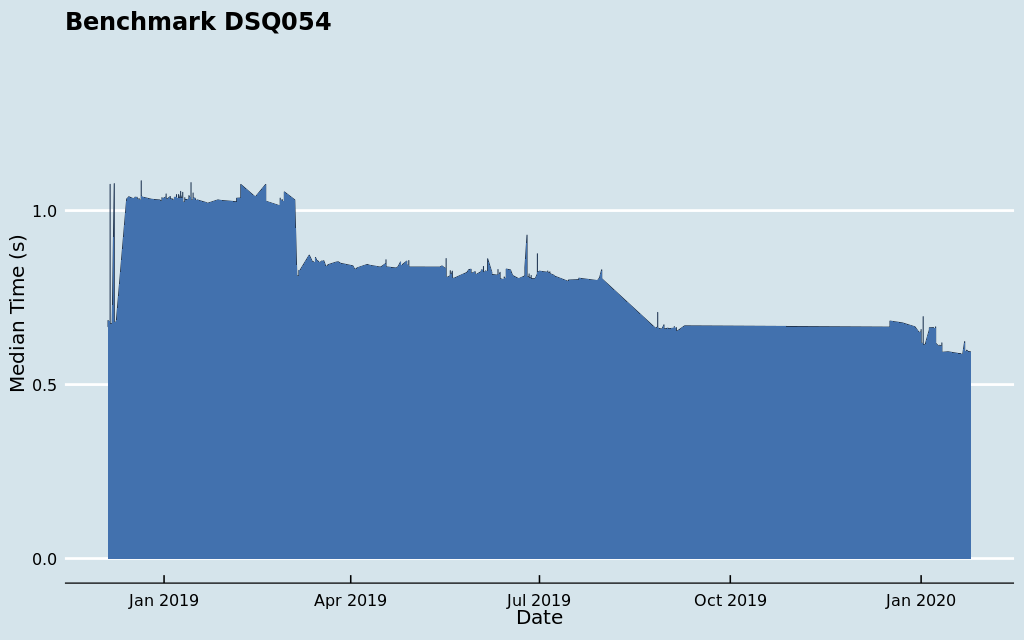 Benchmark DSQ054
Median Time (s)
1.0
0.5
0.0
Jan 2019
Apr 2019
Jul 2019
Oct 2019
Jan 2020
Date